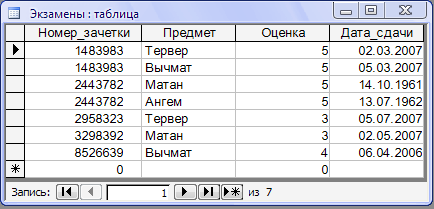 Экзамены : таблица
Номер_зачетки Предмет Оценка Дата_сдачи
1483983 Тервер 5 02.03.2007
1483983 Вычмат 5 05.03.2007
2443782 Матан 5 14.10.1961
2443782 Ангем 5 13.07.1962
2958323 Тервер 3 05.07.2007
3298392 Матан 3 02.05.2007
8526639 Вычмат 4 06.04.2006
0 0
Запись: 1 из 7